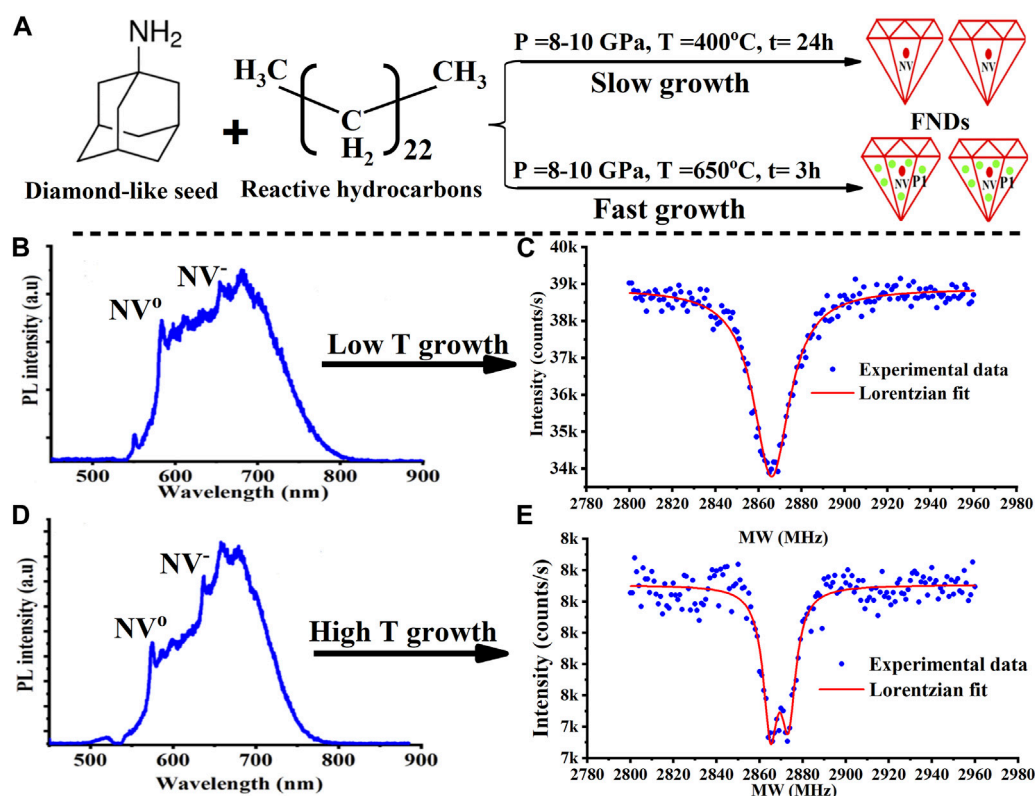 A
NH₂
H₃C
CH₃
C
H₂
22
+
Diamond-like seed
Reactive hydrocarbons
P =8-10 GPa, T =400°C, t= 24h
Slow growth
P =8-10 GPa, T =650°C, t= 3h
Fast growth
NV
NV
FNDs
NV P1
NV P1
B
PL intensity (a.u)
NV⁰
NV⁻
500 600 700 800 900
Wavelength (nm)
Low T growth
C
Intensity (counts/s)
40k
39k
38k
37k
36k
35k
34k
Experimental data
Lorentzian fit
2780 2800 2820 2840 2860 2880 2900 2920 2940 2960 2980
MW (MHz)
D
PL intensity (a.u)
NV⁰
NV⁻
500 600 700 800 900
Wavelength (nm)
High T growth
E
Intensity (counts/s)
8k
8k
8k
8k
8k
8k
7k
7k
Experimental data
Lorentzian fit
2780 2800 2820 2840 2860 2880 2900 2920 2940 2960 2980
MW (MHz)